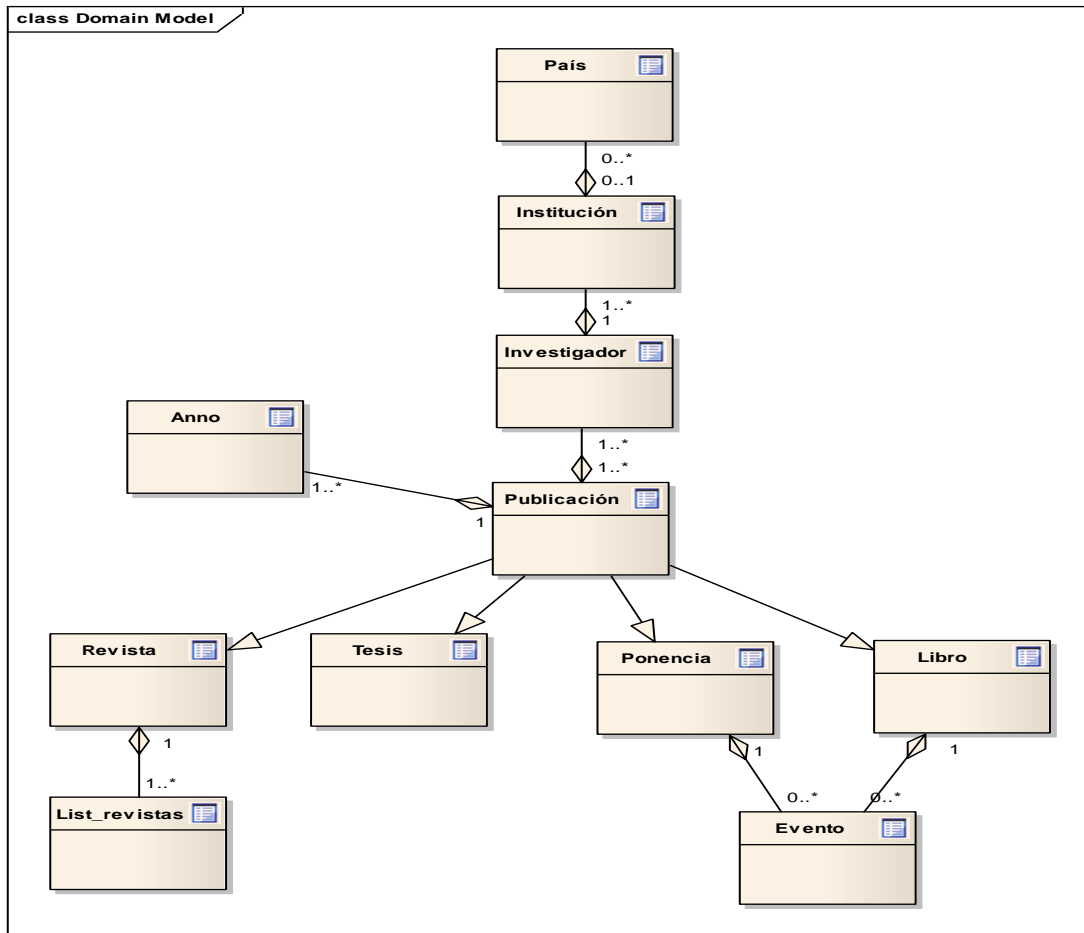 class Domain Model
País
0..*
0..1
Institución
1..*
1
Investigador
Anno
1..*
1..*
1..*
Publicación
1
Revista
Tesis
Ponencia
Libro
1
1
1
1..*
0..*
0..*
List_revistas
Evento